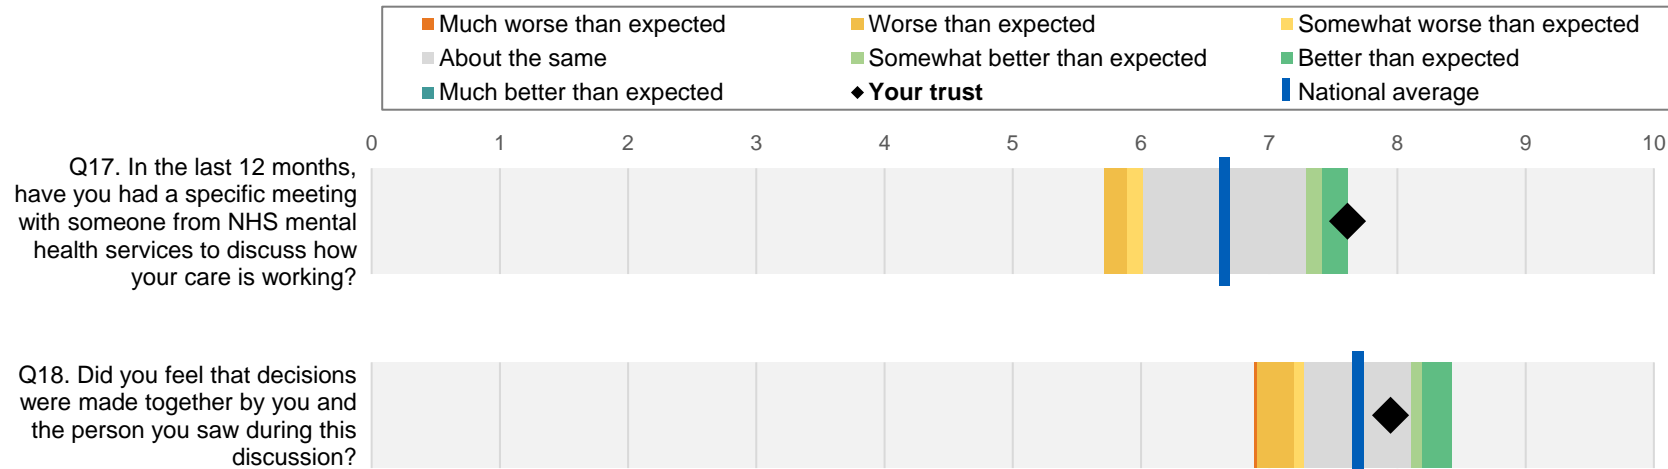 Much worse than expected
Worse than expected
Somewhat worse than expected
About the same
Somewhat better than expected
Better than expected
Much better than expected
Your trust
National average
0 1 2 3 4 5 6 7 8 9 10
Q17. In the last 12 months,
have you had a specific meeting
with someone from NHS mental
health services to discuss how
your care is working?
Q18. Did you feel that decisions
were made together by you and
the person you saw during this
discussion?